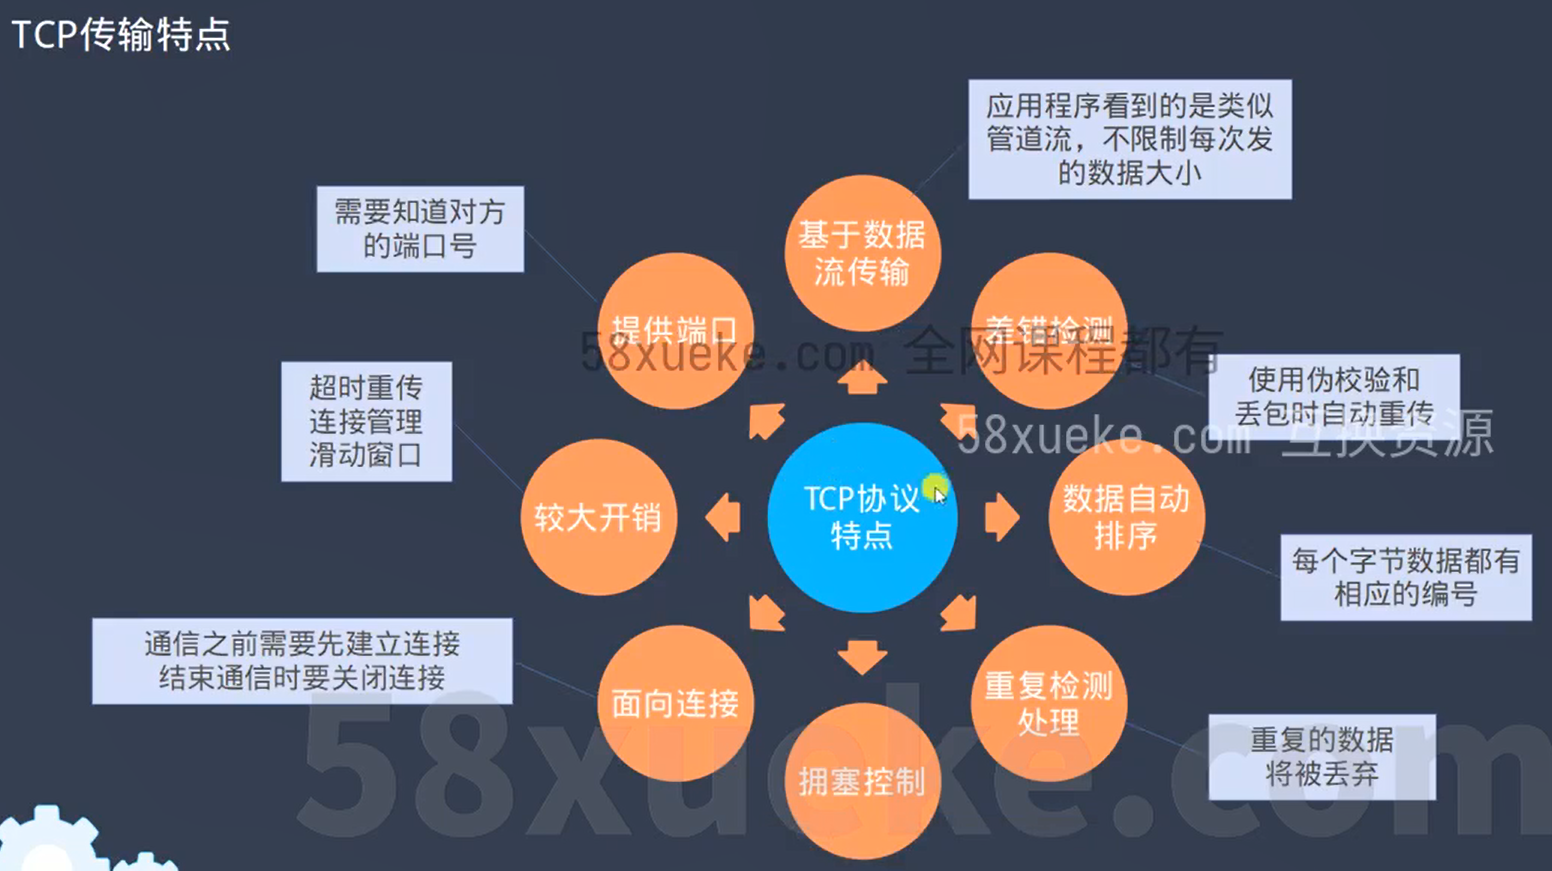 TCP传输特点
应用程序看到的是类似
管道流，不限制每次发
的数据大小
需要知道对方
的端口号
基于数据
流传输
提供端口
差错检测
58xueke.com 全网课程都有
超时重传
连接管理
滑动窗口
使用伪校验和
丢包时自动重传
58xueke.com 互换资源
TCP协议
特点
较大开销
数据自动
排序
每个字节数据都有
相应的编号
通信之前需要先建立连接
结束通信时要关闭连接
面向连接
重复检测
处理
重复的数据
将被丢弃
拥塞控制
58xueke.com